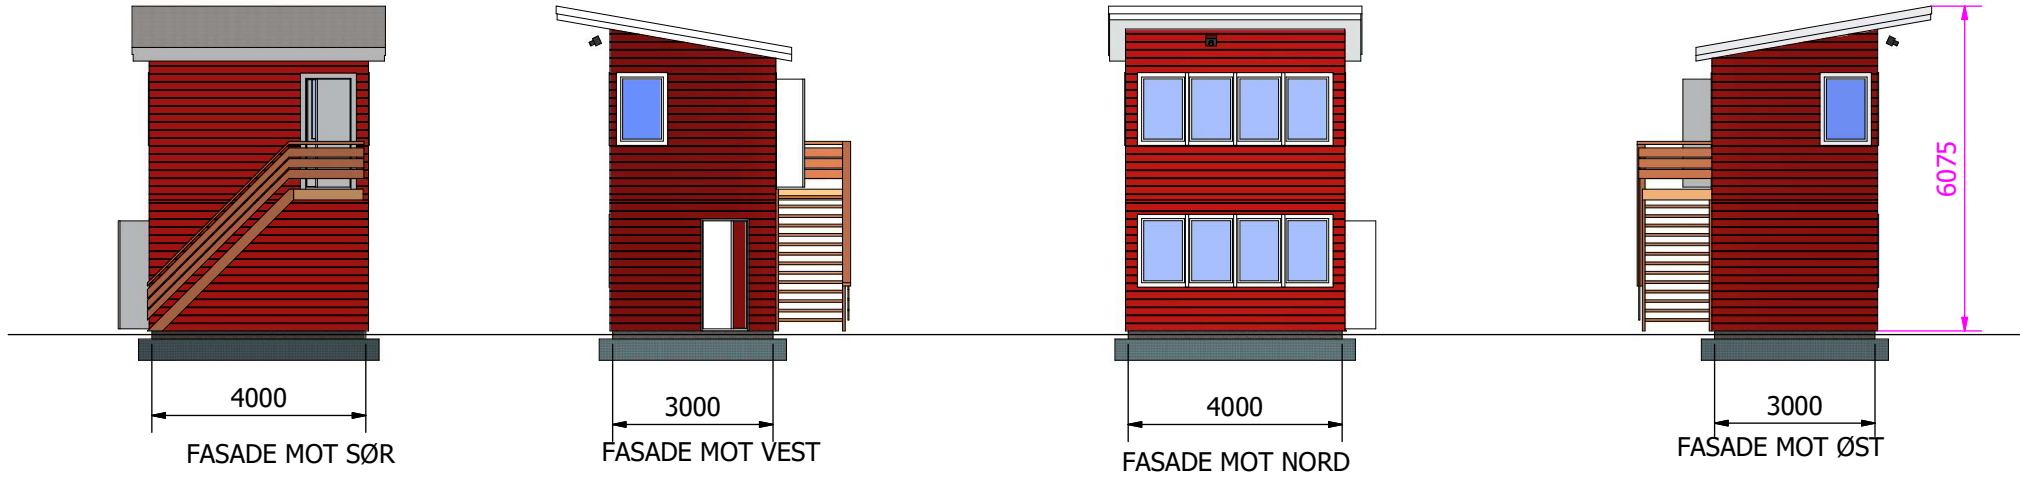 4000
FASADE MOT SØR
3000
FASADE MOT VEST
4000
FASADE MOT NORD
6075
3000
FASADE MOT ØST